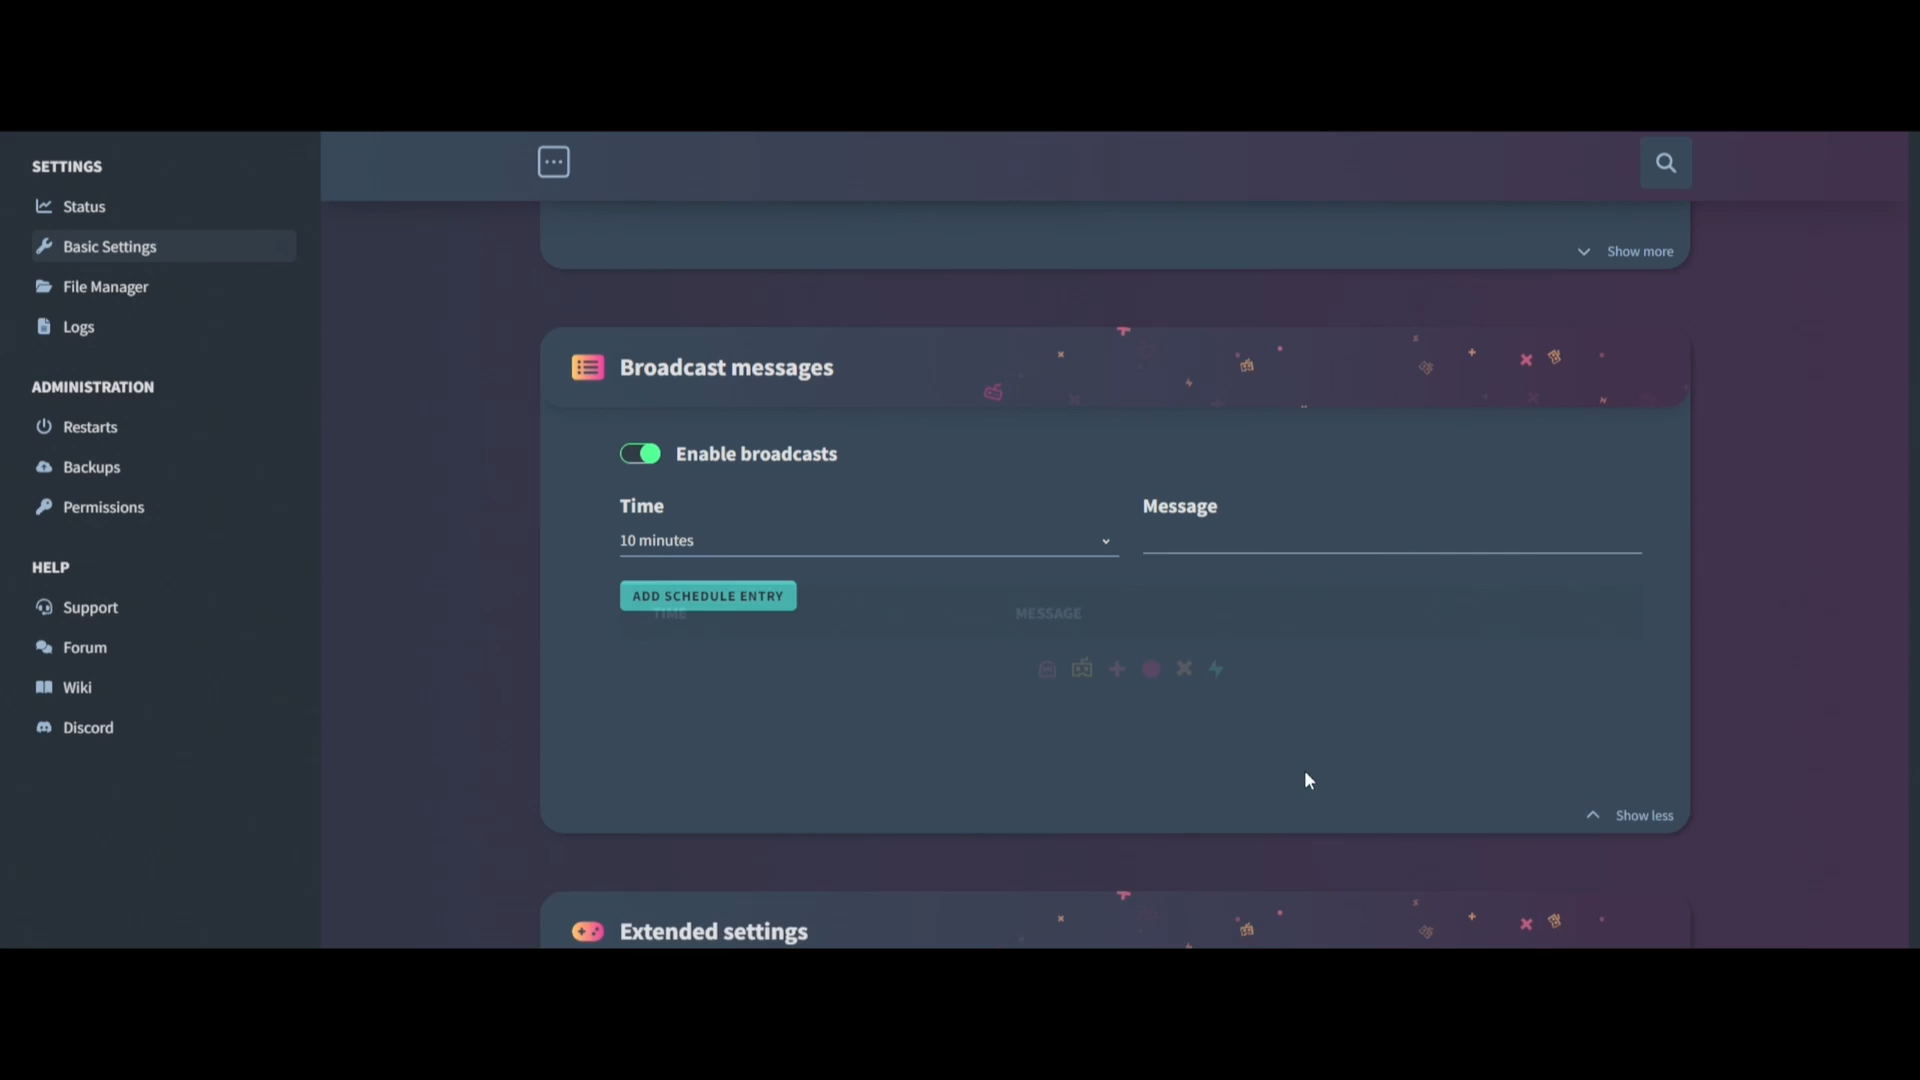 SETTINGS
Status
Basic Settings
File Manager
Logs
ADMINISTRATION
Restarts
Backups
Permissions
HELP
Support
Forum
Wiki
Discord
Show more
Broadcast messages
Enable broadcasts
Time
Message
10 minutes
ADD SCHEDULE ENTRY
TIME
MESSAGE
Show less
Extended settings